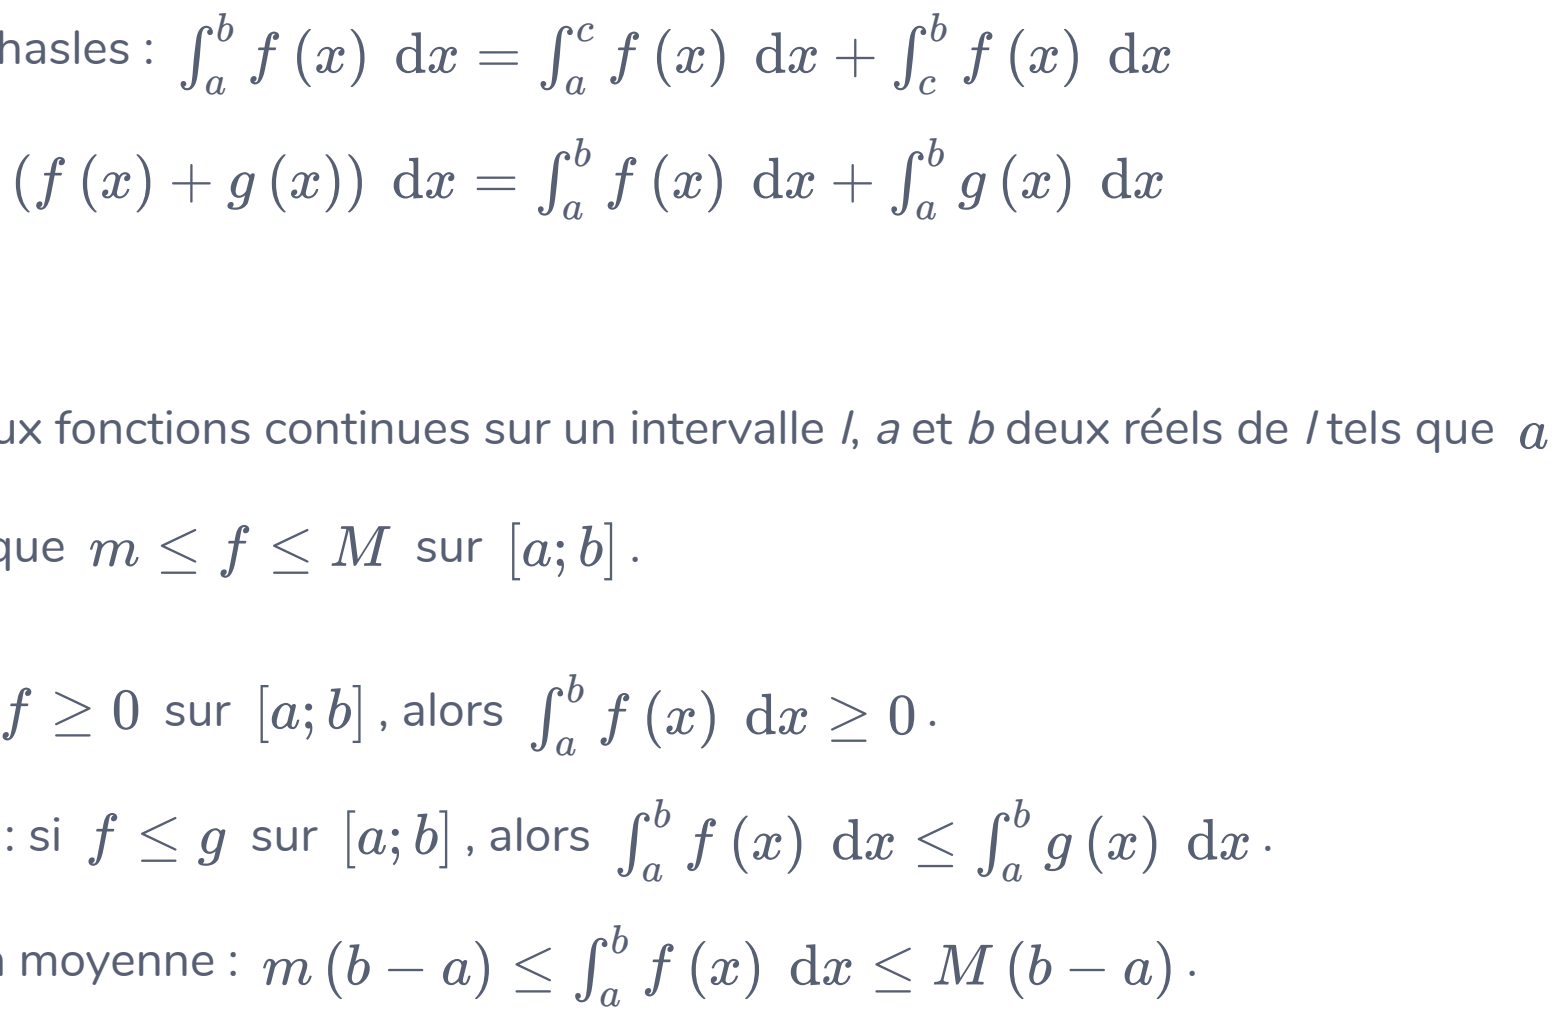 hasles : ∫_a^b f (x) dx = ∫_a^c f (x) dx + ∫_c^b f (x) dx
(f (x) + g (x)) dx = ∫_a^b f (x) dx + ∫_a^b g (x) dx
ux fonctions continues sur un intervalle I, a et b deux réels de I tels que a
que m ≤ f ≤ M sur [a; b] .
f ≥ 0 sur [a; b] , alors ∫_a^b f (x) dx ≥ 0 .
: si f ≤ g sur [a; b] , alors ∫_a^b f (x) dx ≤ ∫_a^b g (x) dx .
moyenne : m (b − a) ≤ ∫_a^b f (x) dx ≤ M (b − a) .